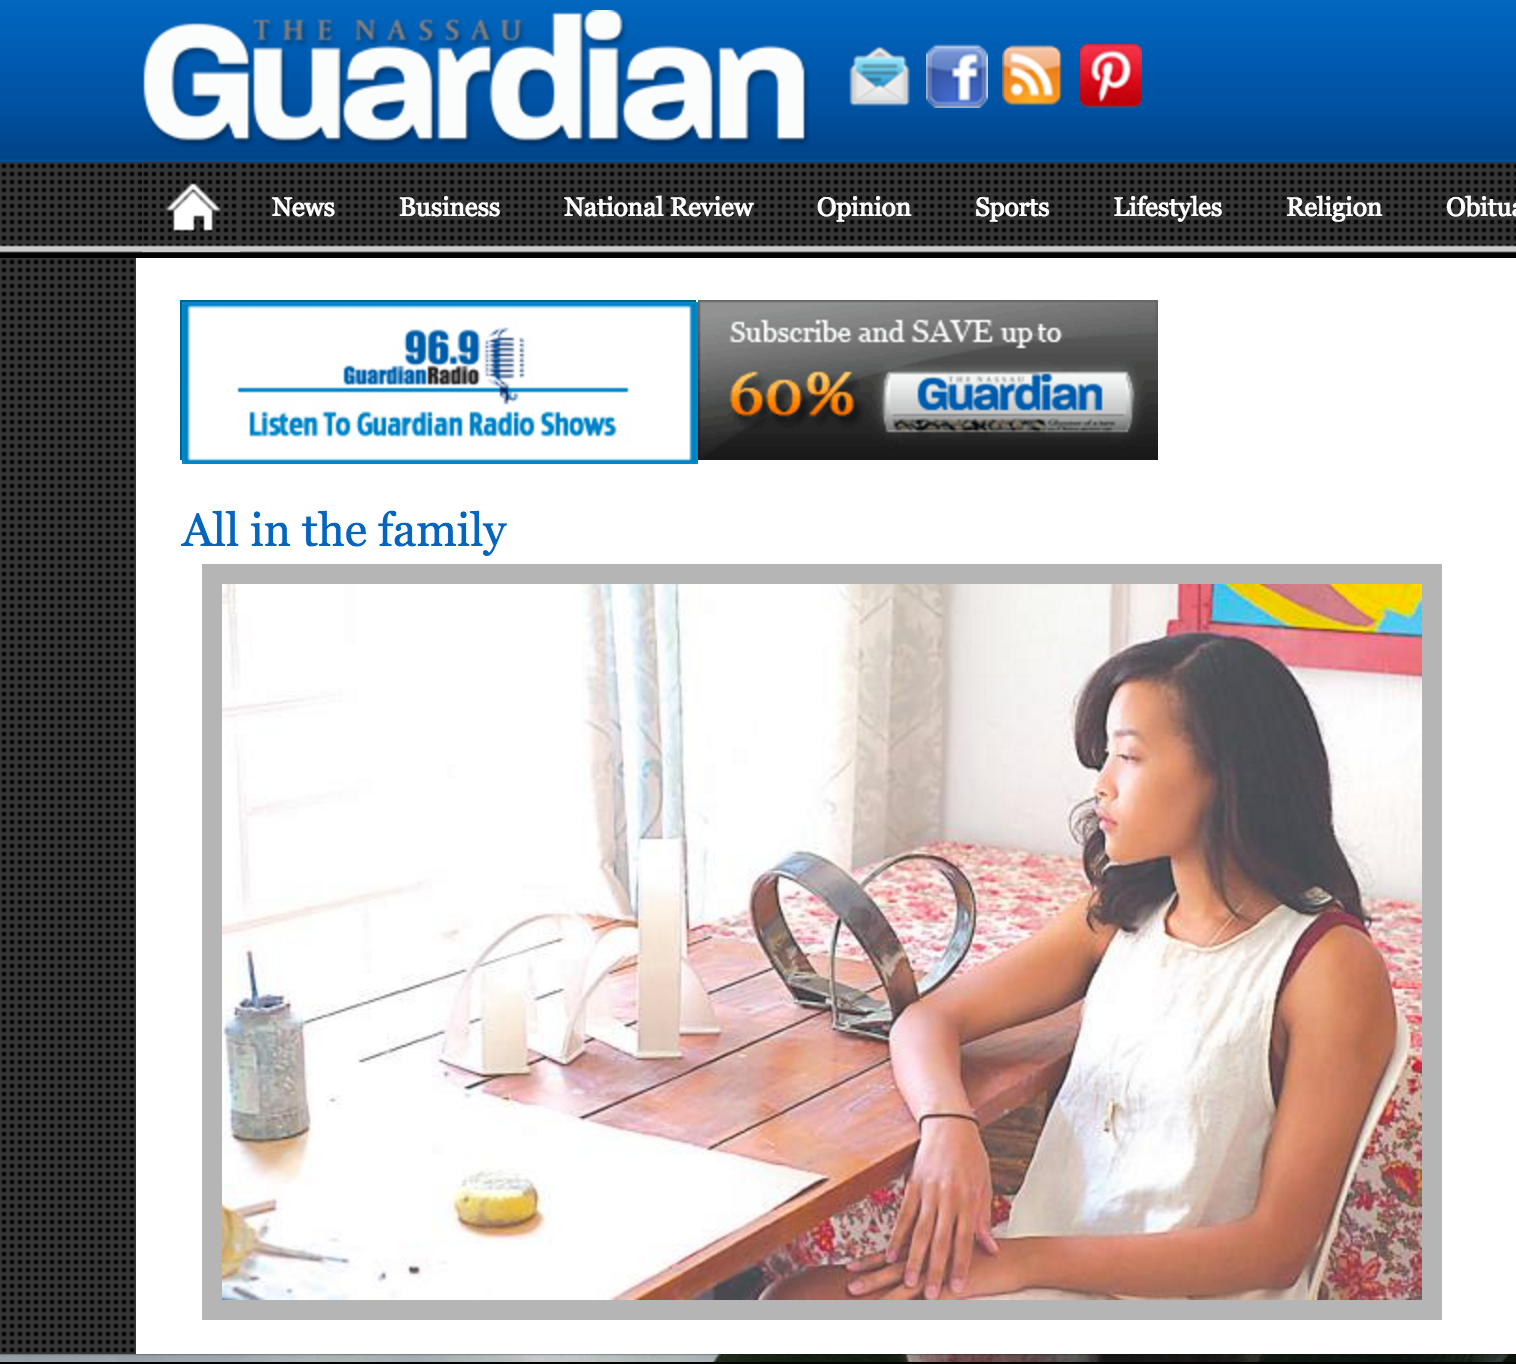 THE NASSAU
Guardian
News Business National Review Opinion Sports Lifestyles Religion Obitua
96.9
GuardianRadio
Listen To Guardian Radio Shows
Subscribe and SAVE up to
60%
THE NASSAU
Guardian
All in the family